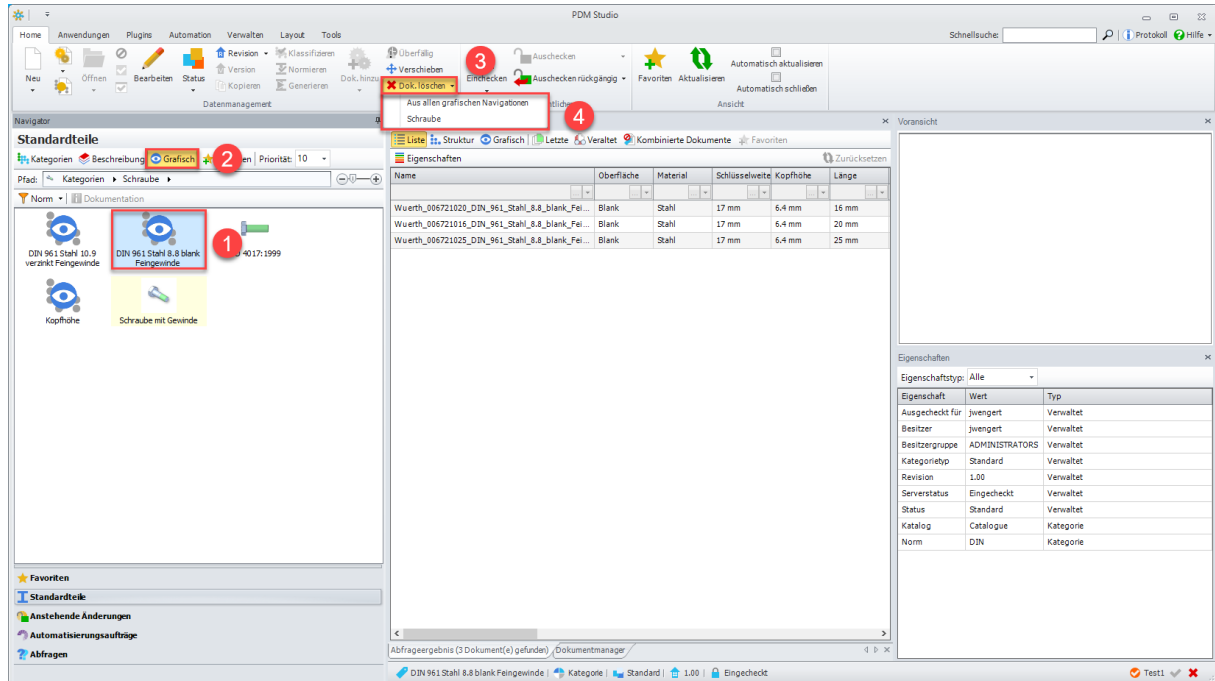 PDM Studio
Home Anwendungen Plugins Automation Verwalten Layout Tools
Schnellsuche: Protokoll Hilfe
Neu Öffnen Bearbeiten Status
Revision Klassifizieren
Version Normieren
Kopieren Generieren
Dok. hinzu
Überfällig
Verschieben
Dok. löschen
3
Einchecken
Auschecken
Auschecken rückgängig
Favoriten Aktualisieren
Automatisch aktualisieren
Automatisch schließen
Datenmanagement
Ansicht
Aus allen grafischen Navigationen
Schraube
4
Navigator
Standardteile
Kategorien Beschreibung Grafisch 2 Priorität: 10
Pfad: Kategorien Schraube
Norm Dokumentation
DIN 961 Stahl 10.9 verzinkt Feingewinde
DIN 961 Stahl 8.8 blank Feingewinde
1
4017:1999
Kopfhöhe
Schraube mit Gewinde
Favoriten
Standardteile
Anstehende Änderungen
Automatisierungsaufträge
Abfragen
Liste Struktur Grafisch Letzte Veraltet Kombinierte Dokumente Favoriten
Eigenschaften Zurücksetzen
Name Oberfläche Material Schlüsselweite Kopfhöhe Länge
Wuerth_006721020_DIN_961_Stahl_8.8_blank_Fei... Blank Stahl 17 mm 6.4 mm 16 mm
Wuerth_006721016_DIN_961_Stahl_8.8_blank_Fei... Blank Stahl 17 mm 6.4 mm 20 mm
Wuerth_006721025_DIN_961_Stahl_8.8_blank_Fei... Blank Stahl 17 mm 6.4 mm 25 mm
Abfrageergebnis (3 Dokument(e) gefunden) Dokumentmanager
Voransicht
Eigenschaften
Eigenschaftstyp: Alle
Eigenschaft Wert Typ
Ausgecheckt für jwengert Verwaltet
Besitzer jwengert Verwaltet
Besitzergruppe ADMINISTRATORS Verwaltet
Kategorietyp Standard Verwaltet
Revision 1.00 Verwaltet
Serverstatus Eingecheckt Verwaltet
Status Standard Verwaltet
Katalog Catalogue Kategorie
Norm DIN Kategorie
DIN 961 Stahl 8.8 blank Feingewinde | Kategorie | Standard | 1.00 | Eingecheckt
Test1